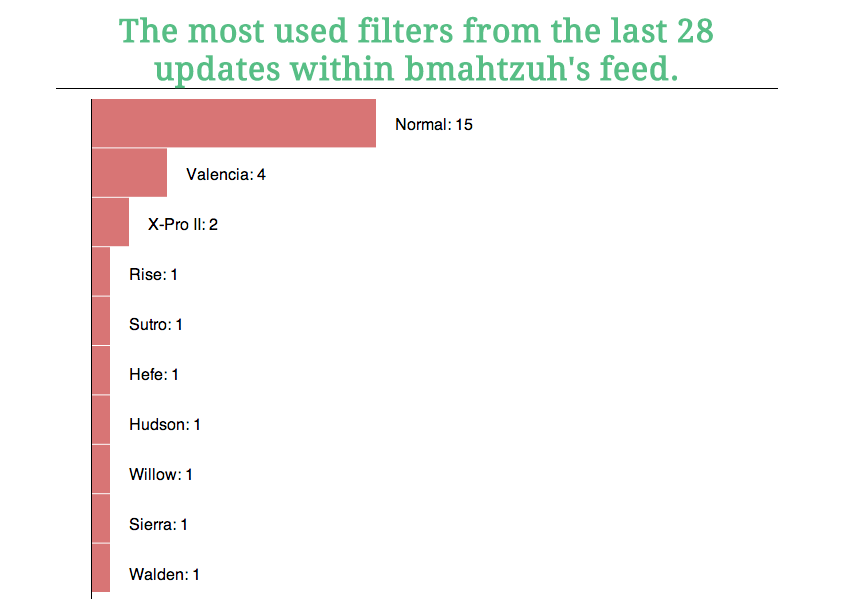 The most used filters from the last 28
updates within bmahtzuh's feed.
Normal: 15
Valencia: 4
X-Pro II: 2
Rise: 1
Sutro: 1
Hefe: 1
Hudson: 1
Willow: 1
Sierra: 1
Walden: 1